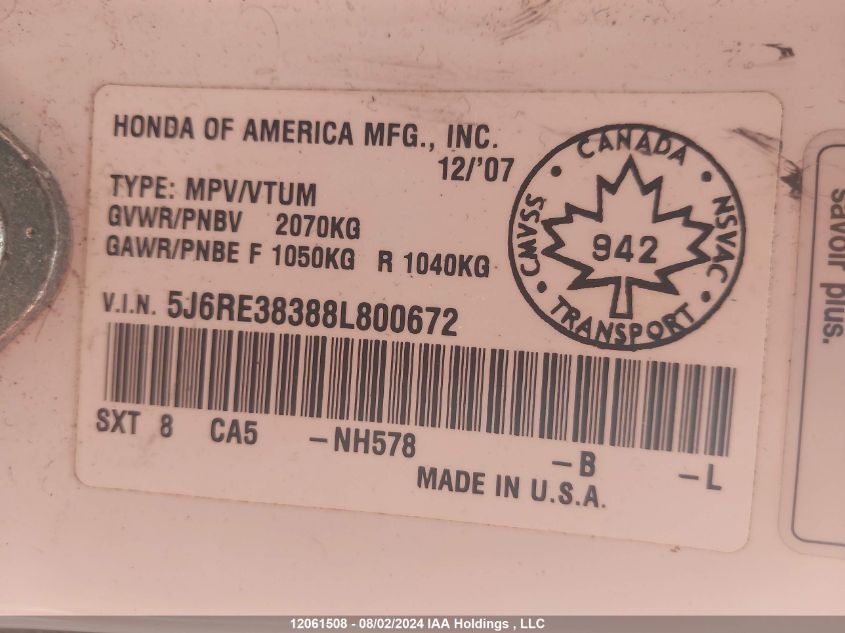 HONDA OF AMERICA MFG., INC.
12/'07
TYPE: MPV/VTUM
GVWR/PNBV 2070KG
GAWR/PNBE F 1050KG R 1040KG
V.I.N. 5J6RE38388L800672
CANADA
CMVSS
NSVAC
942
TRANSPORT
SXT 8 CA5 -NH578 -B -L
MADE IN U.S.A.
savoir plus.
12061508 - 08/02/2024 IAA Holdings , LLC